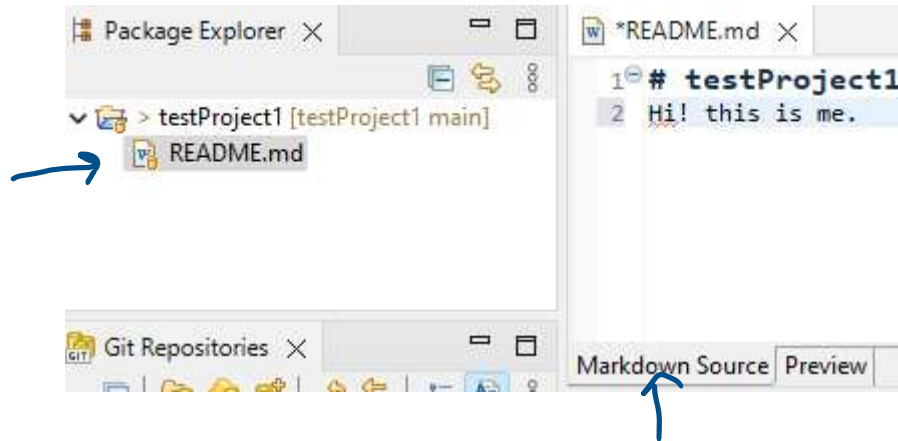 Package Explorer
> testProject1 [testProject1 main]
README.md
GIT
Git Repositories
*README.md
1 # testProject1
2 Hi! this is me.
Markdown Source Preview